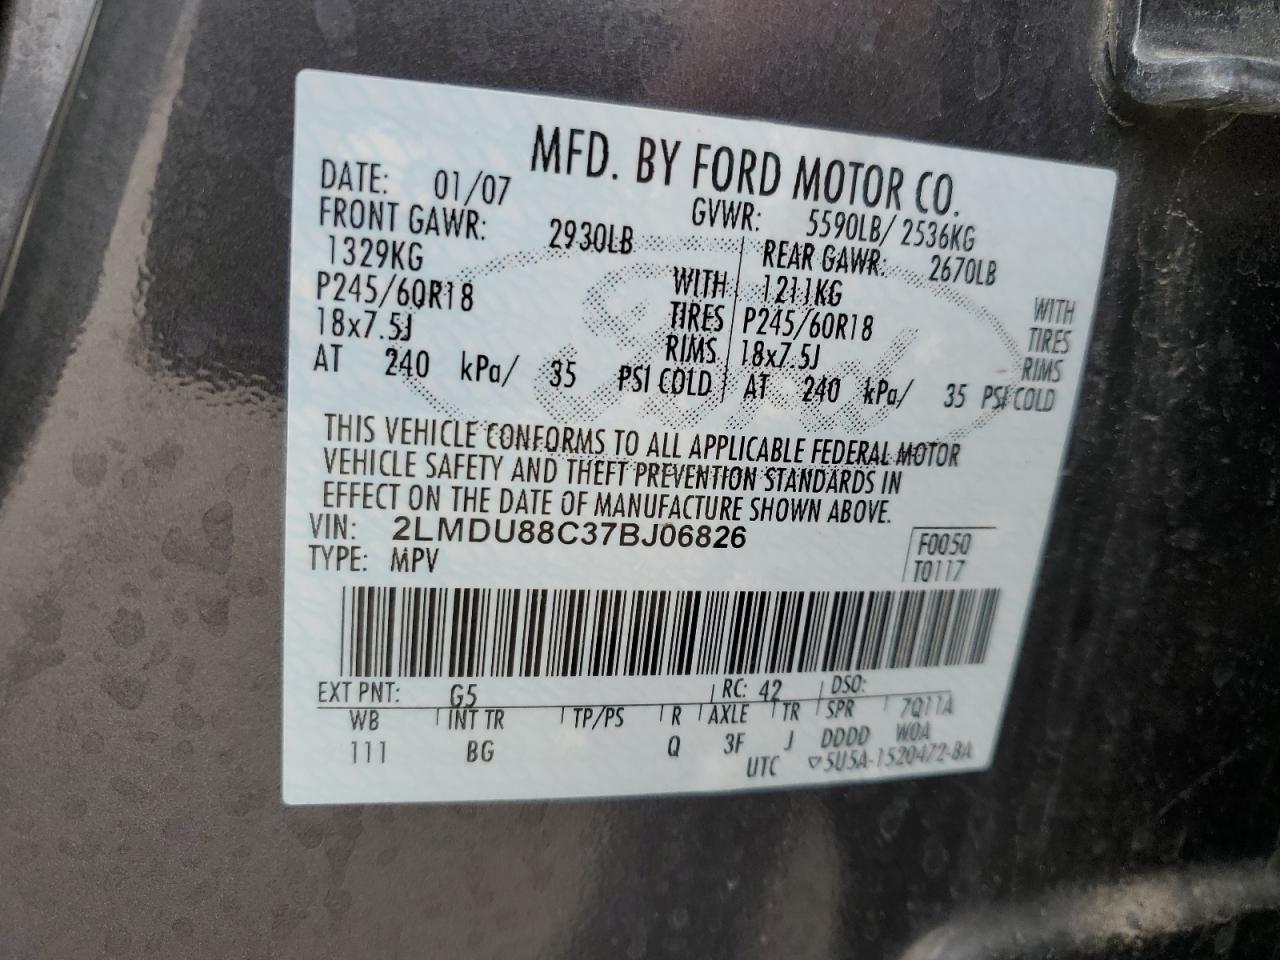 MFD. BY FORD MOTOR CO.
DATE: 01/07 GVWR: 5590LB/ 2536KG
FRONT GAWR: 2930LB REAR GAWR: 2670LB
1329KG WITH 1211KG WITH
P245/60R18 TIRES P245/60R18 TIRES
18x7.5J RIMS 18x7.5J RIMS
AT 240 kPa/ 35 PSI COLD AT 240 kPa/ 35 PSI COLD
Ford
THIS VEHICLE CONFORMS TO ALL APPLICABLE FEDERAL MOTOR
VEHICLE SAFETY AND THEFT PREVENTION STANDARDS IN
EFFECT ON THE DATE OF MANUFACTURE SHOWN ABOVE.
VIN: 2LMDU88C37BJ06826 F0050
TYPE: MPV T0117
EXT PNT: G5 RC: 42 DSO:
WB INT TR TP/PS R AXLE TR SPR 7Q11A
111 BG Q 3F J DDDD WOA
UTC ▽5U5A-1520472-BA